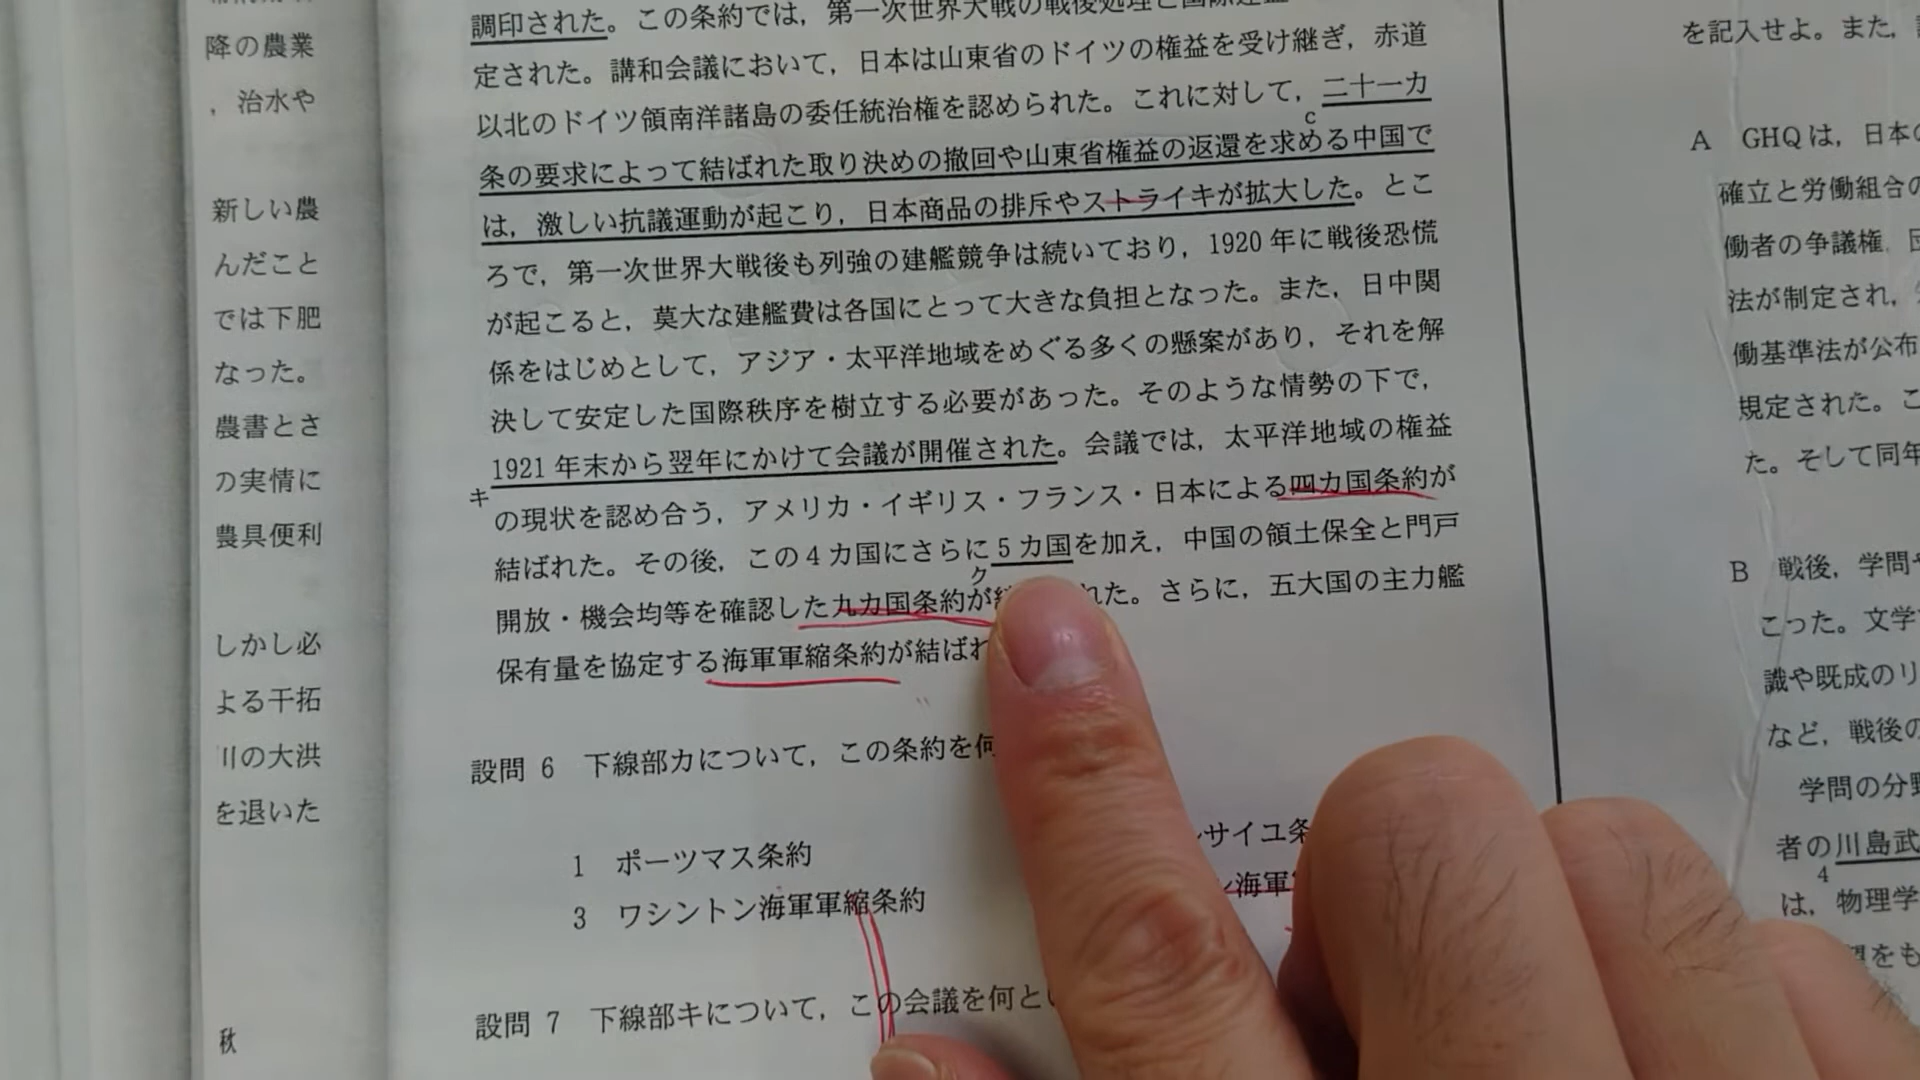 降の農業
，治水や
新しい農
んだこと
では下肥
なった。
農書とさ
の実情に
農具便利
しかし必
よる干拓
川の大洪
を退いた
秋
調印された。この条約では，第一次世界大戦の戦後処理と国際連盟
定された。講和会議において，日本は山東省のドイツの権益を受け継ぎ，赤道
以北のドイツ領南洋諸島の委任統治権を認められた。これに対して，二十一カ
c
条の要求によって結ばれた取り決めの撤回や山東省権益の返還を求める中国で
は，激しい抗議運動が起こり，日本商品の排斥やストライキが拡大した。とこ
ろで，第一次世界大戦後も列強の建艦競争は続いており，1920 年に戦後恐慌
が起こると，莫大な建艦費は各国にとって大きな負担となった。また，日中関
係をはじめとして，アジア・太平洋地域をめぐる多くの懸案があり，それを解
決して安定した国際秩序を樹立する必要があった。そのような情勢の下で，
1921 年末から翌年にかけて会議が開催された。会議では，太平洋地域の権益
キ
の現状を認め合う，アメリカ・イギリス・フランス・日本による四カ国条約が
結ばれた。その後，この4カ国にさらに5カ国を加え，中国の領土保全と門戸
ク
開放・機会均等を確認した九カ国条約が れた。さらに，五大国の主力艦
保有量を協定する海軍軍縮条約が結ばれ
設問 6 下線部カについて，この条約を何
1 ポーツマス条約
サイユ条
3 ワシントン海軍軍縮条約
ン海軍
設問 7 下線部キについて，この会議を何とい
を記入せよ。また，
A GHQは，日本の
確立と労働組合の
働者の争議権，団
法が制定され，
働基準法が公布
規定された。こ
た。そして同年
B 戦後，学問や
こった。文学で
識や既成のリ
など，戦後の
学問の分野
者の川島武
4
は，物理学
をも